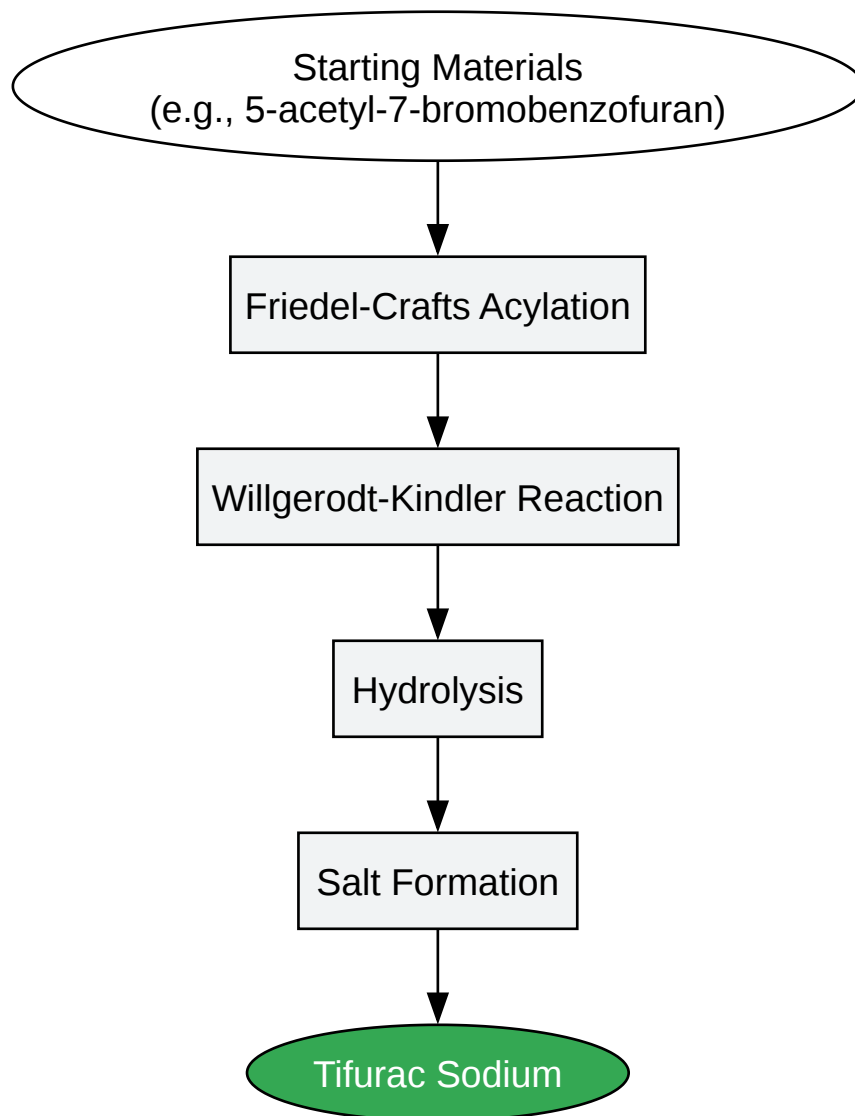 Starting Materials
(e.g., 5-acetyl-7-bromobenzofuran)
Friedel-Crafts Acylation
Willgerodt-Kindler Reaction
Hydrolysis
Salt Formation
Tifurac Sodium